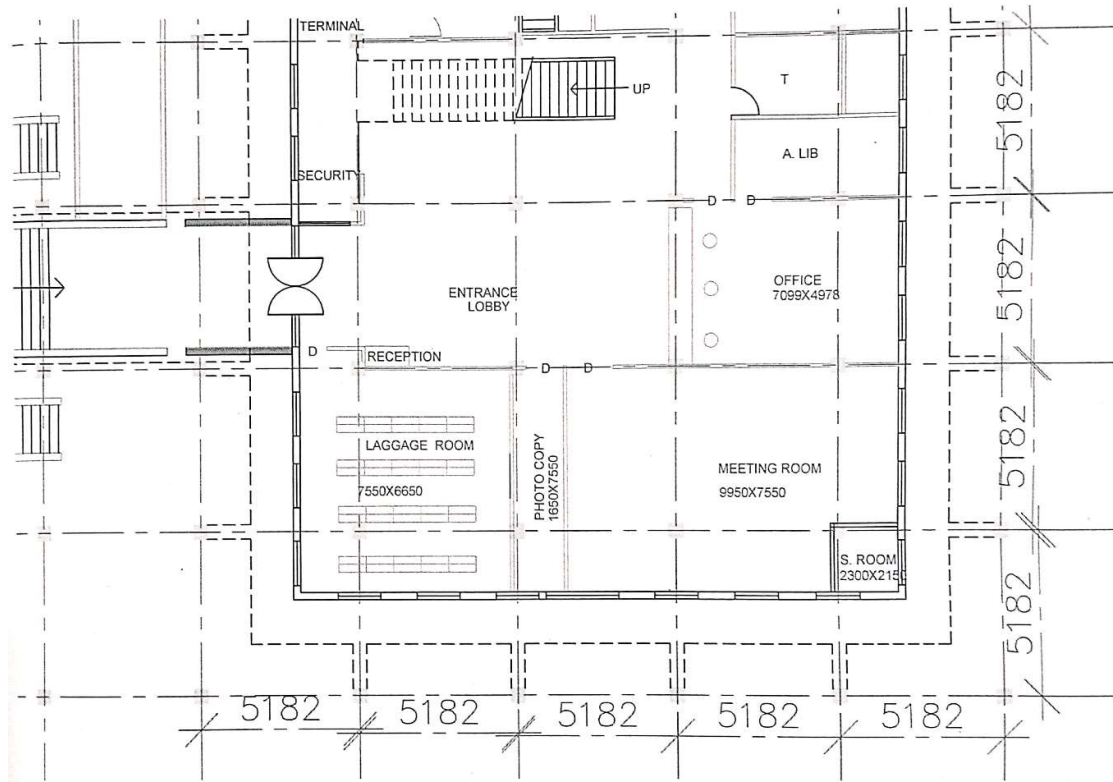 TERMINAL
UP
T
A. LIB
SECURITY
D D
OFFICE
7099X4978
ENTRANCE
LOBBY
D
RECEPTION
D D
LAGGAGE ROOM
7550X6650
PHOTO COPY
1650X7550
MEETING ROOM
9950X7550
S. ROOM
2300X2150
5182
5182
5182
5182
5182
5182
5182
5182
5182